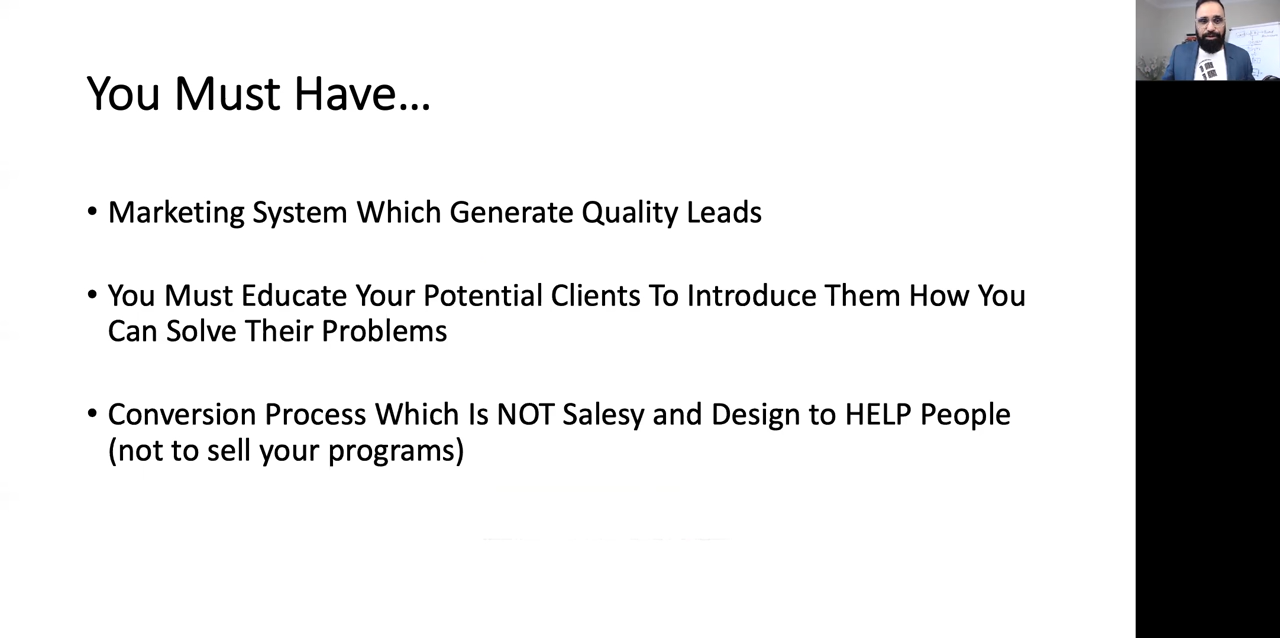 You Must Have...
• Marketing System Which Generate Quality Leads
• You Must Educate Your Potential Clients To Introduce Them How You
Can Solve Their Problems
• Conversion Process Which Is NOT Salesy and Design to HELP People
(not to sell your programs)